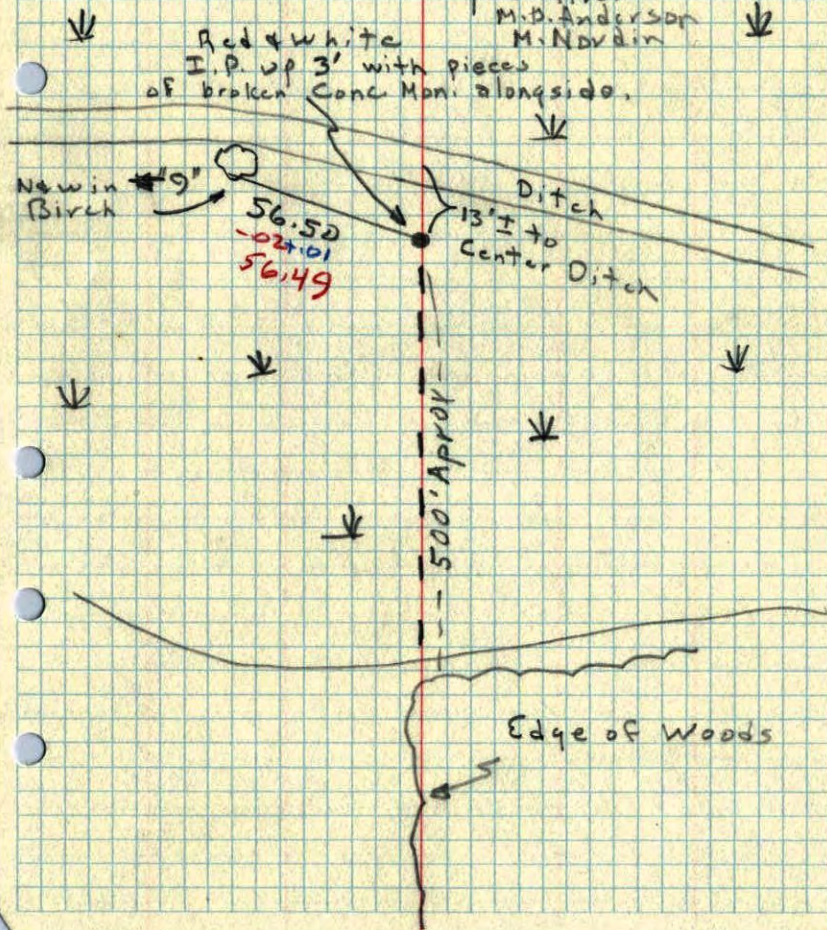 M.D. Anderson
M. Nordin
Red & White
I.P. up 3' with pieces
of broken Conc Mon. alongside.
New in 9"
Birch
56.50
-.02+.01
56.49
Ditch
13'± to
Center Ditch
500' Aprox
Edge of Woods